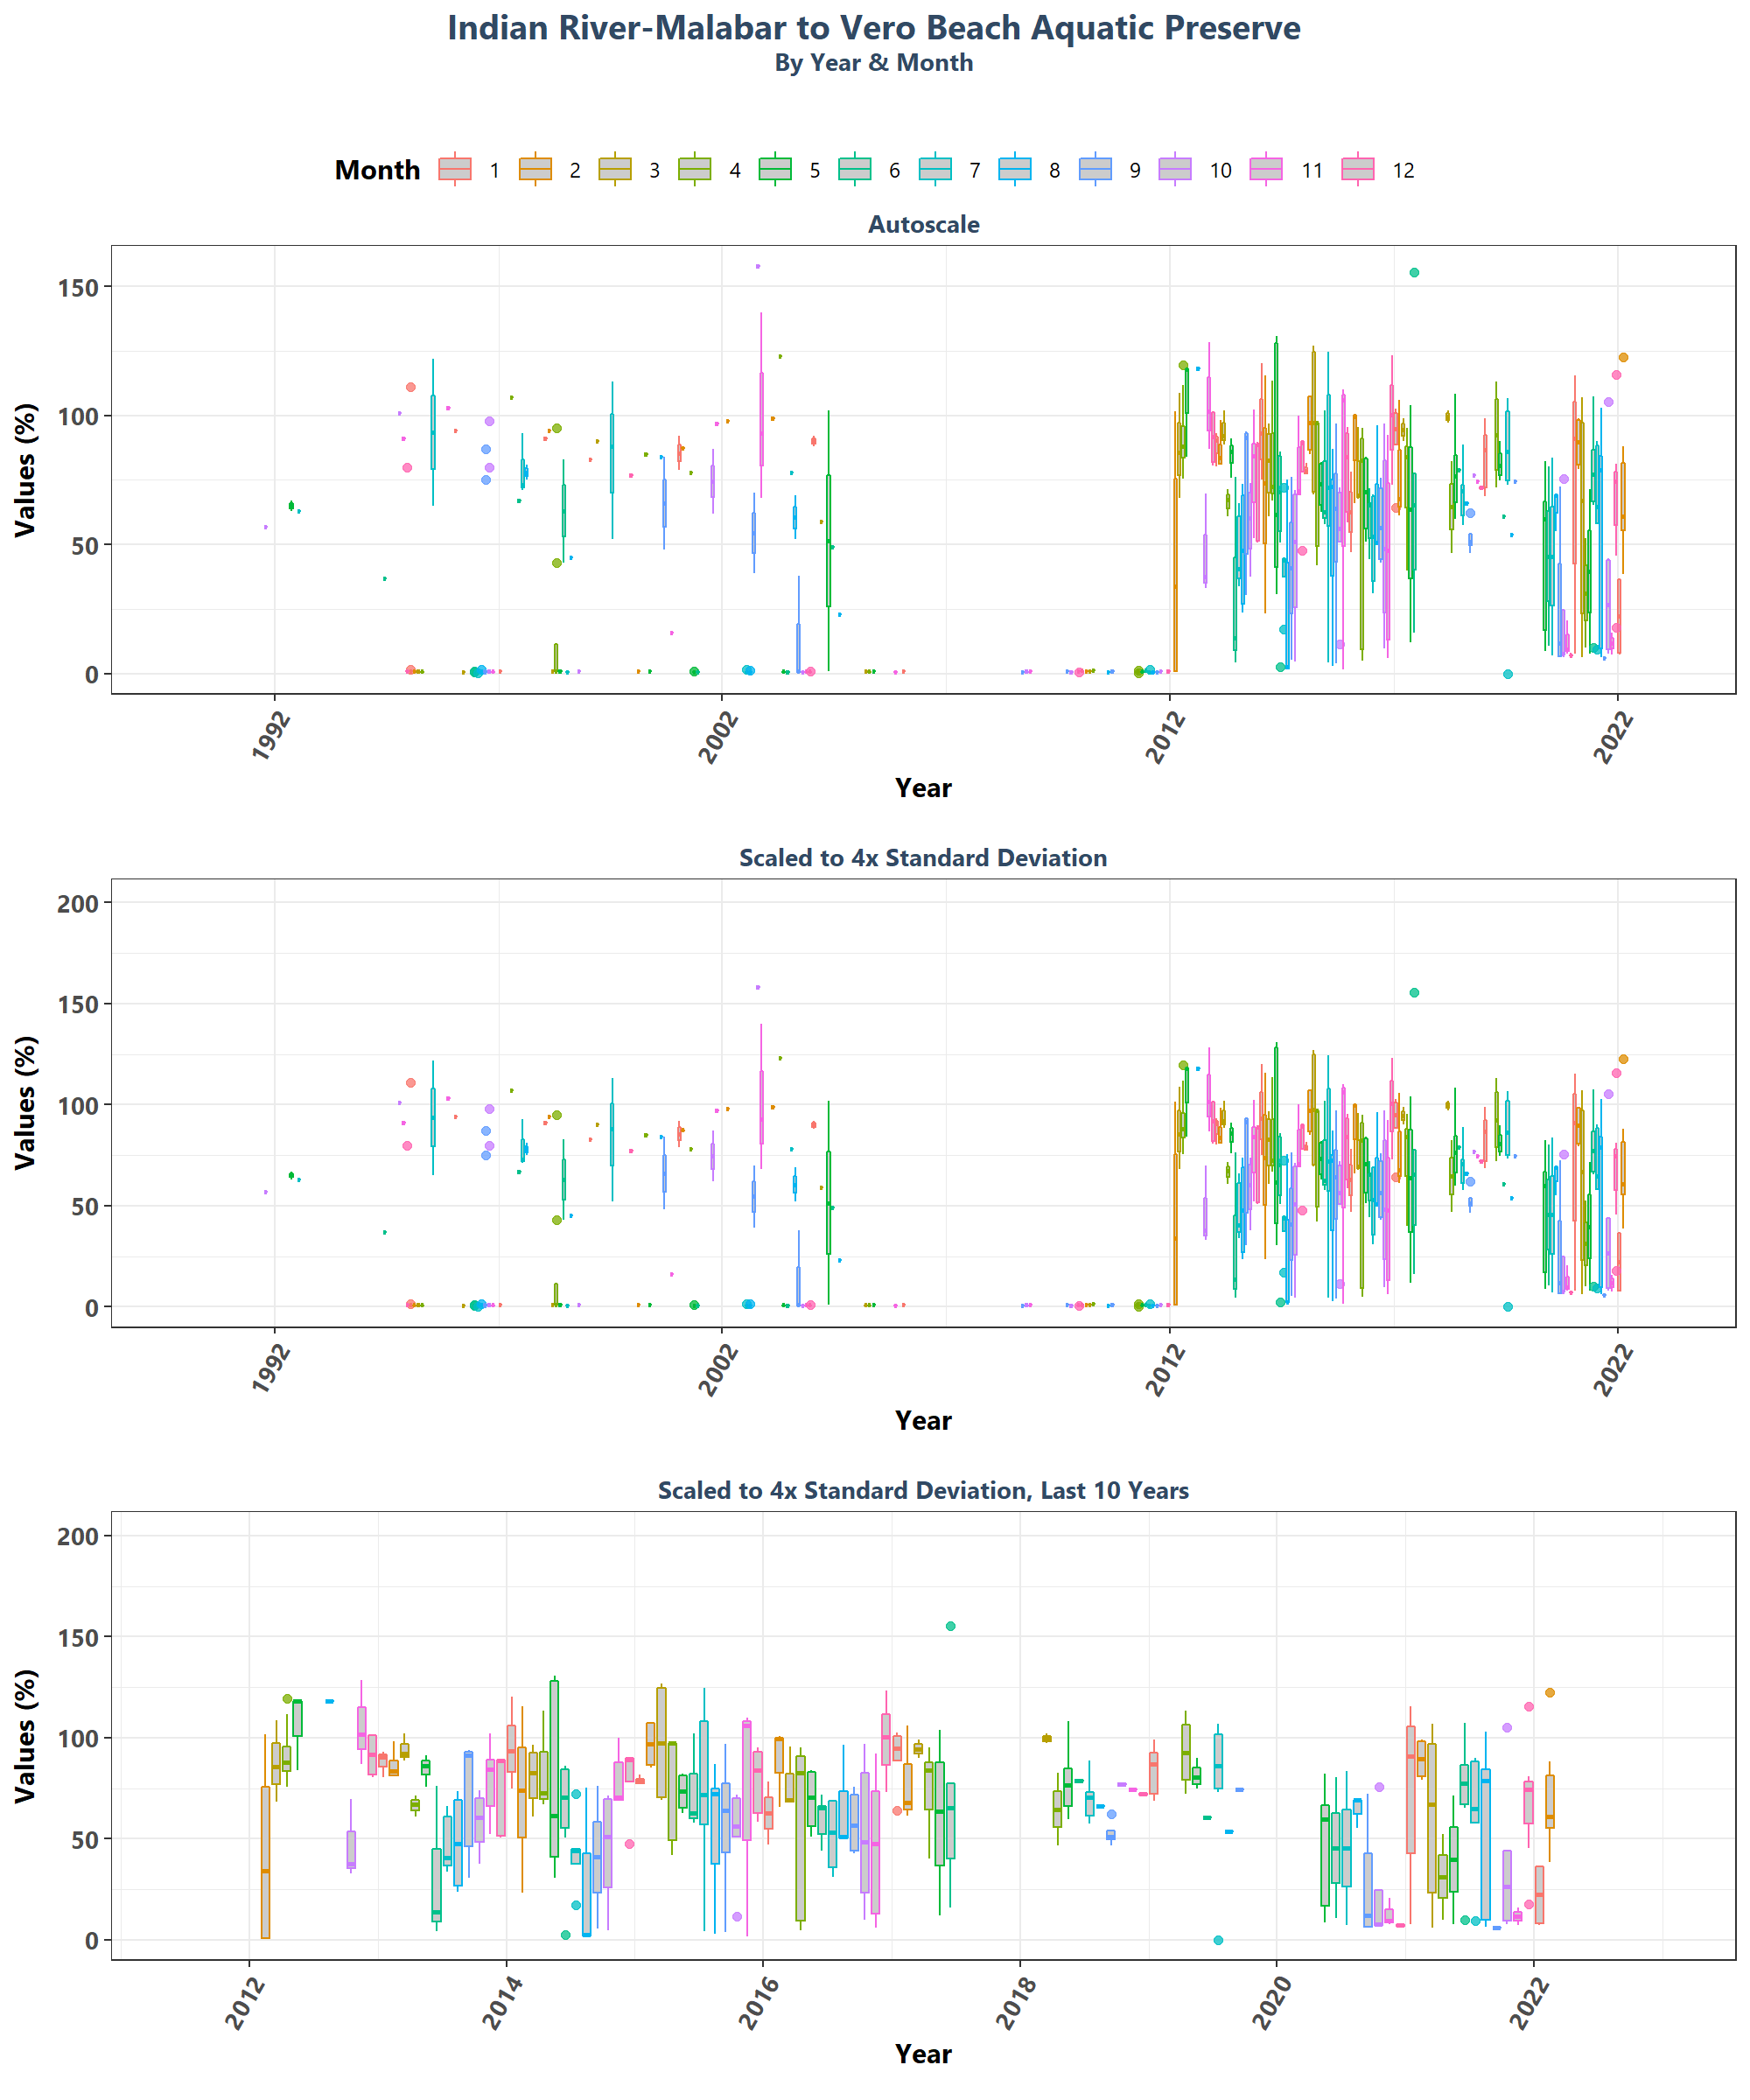 Indian River-Malabar to Vero Beach Aquatic Preserve
By Year & Month
Month 1 2 3 4 5 6 7 8 9 10 11 12
Autoscale
Values (%)
150
100
50
0
1992 2002 2012 2022
Year
Scaled to 4x Standard Deviation
Values (%)
200
150
100
50
0
1992 2002 2012 2022
Year
Scaled to 4x Standard Deviation, Last 10 Years
Values (%)
200
150
100
50
0
2012 2014 2016 2018 2020 2022
Year